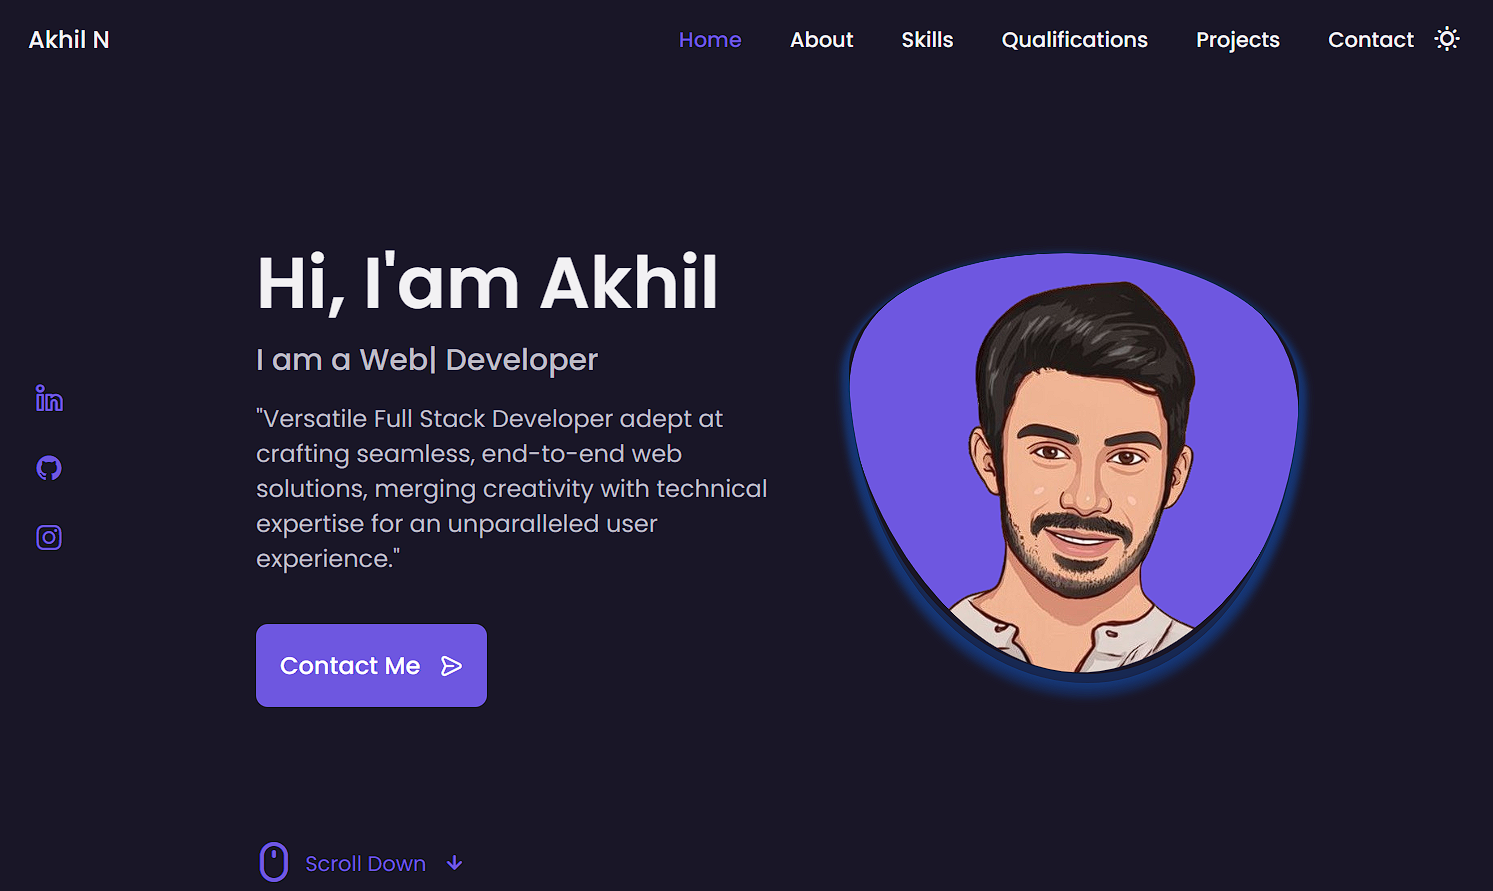 Akhil N
Home About Skills Qualifications Projects Contact
Hi, I'am Akhil
I am a Web| Developer
"Versatile Full Stack Developer adept at
crafting seamless, end-to-end web
solutions, merging creativity with technical
expertise for an unparalleled user
experience."
Contact Me
Scroll Down